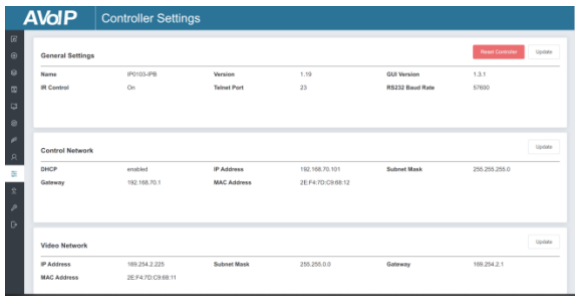 AVoIP Controller Settings
General Settings Reset Controller Update
Name IP0103-IPB Version 1.19 GUI Version 1.3.1
IR Control On Telnet Port 23 RS232 Baud Rate 57600
Control Network Update
DHCP enabled IP Address 192.168.70.101 Subnet Mask 255.255.255.0
Gateway 192.168.70.1 MAC Address 2E:F4:7D:C9:68:12
Video Network Update
IP Address 169.254.2.225 Subnet Mask 255.255.0.0 Gateway 169.254.2.1
MAC Address 2E:F4:7D:C9:68:11